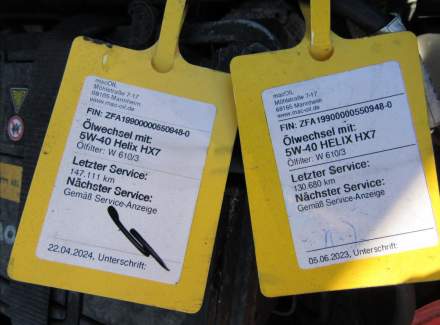 macOIL
Möhlstraße 7-17
68165 Mannheim
www.mac-oil.de
FIN: ZFA19900000550948-0
Ölwechsel mit:
5W-40 Helix HX7
Ölfilter: W 610/3
Letzter Service:
147.111 km
Nächster Service:
Gemäß Service-Anzeige
22.04.2024, Unterschrift:
macOIL
Möhlstraße 7-17
68165 Mannheim
www.mac-oil.de
FIN: ZFA19900000550948-0
Ölwechsel mit:
5W-40 HELIX HX7
Ölfilter: W 610/3
Letzter Service:
130.680 km
Nächster Service:
Gemäß Service-Anzeige
05.06.2023, Unterschrift: